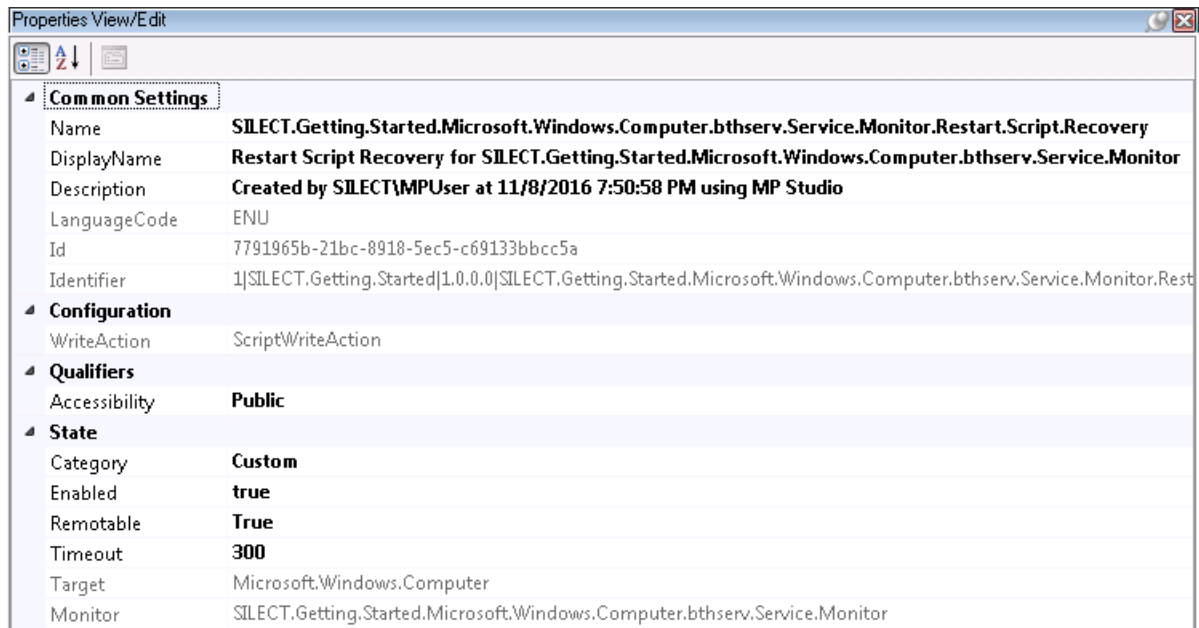 Properties View/Edit
Common Settings
Name SILECT.Getting.Started.Microsoft.Windows.Computer.bthserv.Service.Monitor.Restart.Script.Recovery
DisplayName Restart Script Recovery for SILECT.Getting.Started.Microsoft.Windows.Computer.bthserv.Service.Monitor
Description Created by SILECT\MPUser at 11/8/2016 7:50:58 PM using MP Studio
LanguageCode ENU
Id 7791965b-21bc-8918-5ec5-c69133bbcc5a
Identifier 1|SILECT.Getting.Started|1.0.0.0|SILECT.Getting.Started.Microsoft.Windows.Computer.bthserv.Service.Monitor.Rest
Configuration
WriteAction ScriptWriteAction
Qualifiers
Accessibility Public
State
Category Custom
Enabled true
Remotable True
Timeout 300
Target Microsoft.Windows.Computer
Monitor SILECT.Getting.Started.Microsoft.Windows.Computer.bthserv.Service.Monitor